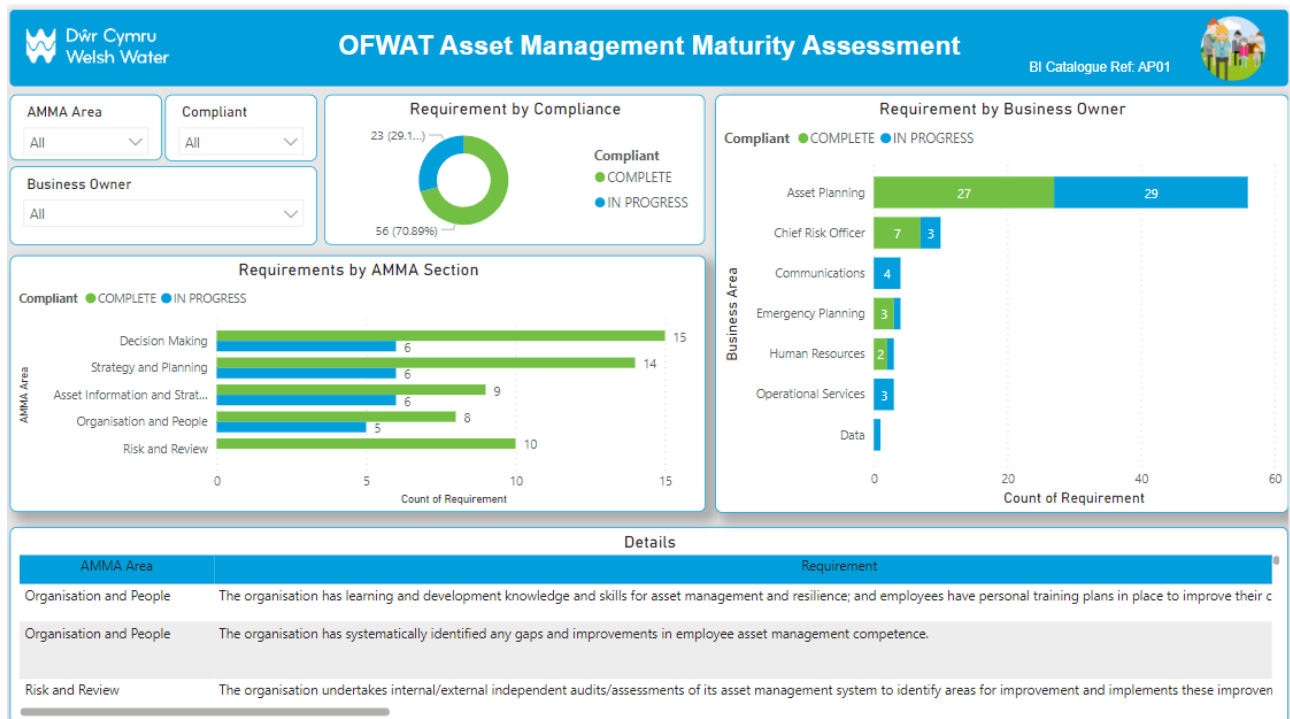 Dŵr Cymru
Welsh Water
OFWAT Asset Management Maturity Assessment
BI Catalogue Ref: AP01
AMMA Area
All
Compliant
All
Business Owner
All
Requirement by Compliance
23 (29.1...)
56 (70.89%)
Compliant
COMPLETE
IN PROGRESS
Requirements by AMMA Section
Compliant COMPLETE IN PROGRESS
AMMA Area
Decision Making 15
6
Strategy and Planning 14
6
Asset Information and Strat... 9
6
Organisation and People 8
5
Risk and Review 10
0 5 10 15
Count of Requirement
Requirement by Business Owner
Compliant COMPLETE IN PROGRESS
Business Area
Asset Planning 27 29
Chief Risk Officer 7 3
Communications 4
Emergency Planning 3
Human Resources 2
Operational Services 3
Data
0 20 40 60
Count of Requirement
Details
AMMA Area Requirement
Organisation and People The organisation has learning and development knowledge and skills for asset management and resilience; and employees have personal training plans in place to improve their c
Organisation and People The organisation has systematically identified any gaps and improvements in employee asset management competence.
Risk and Review The organisation undertakes internal/external independent audits/assessments of its asset management system to identify areas for improvement and implements these improven